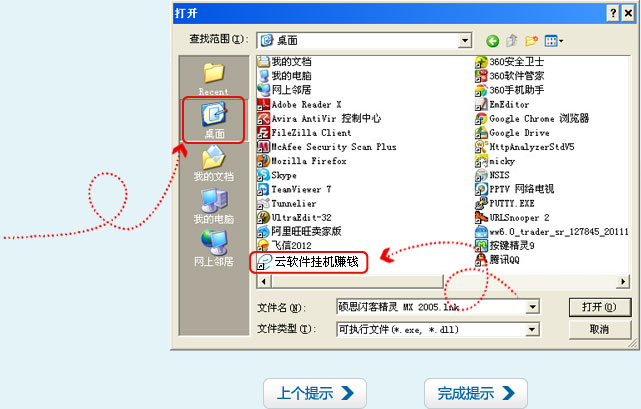 打开
查找范围(I):
桌面
Recent
桌面
我的文档
我的电脑
网上邻居
我的文档
我的电脑
网上邻居
Adobe Reader X
Avira AntiVir 控制中心
FileZilla Client
McAfee Security Scan Plus
Mozilla Firefox
Skype
TeamViewer 7
Tunnelier
UltraEdit-32
阿里旺旺卖家版
飞信2012
云软件挂机赚钱
360安全卫士
360软件管家
360手机助手
EmEditor
Google Chrome 浏览器
Google Drive
HttpAnalyzerStdV5
nicky
NSIS
PPTV 网络电视
PUTTY.EXE
URLSnooper 2
ww6.0_trader_sr_127845_20111
按键精灵9
腾讯QQ
文件名(N):
硕思闪客精灵 MX 2005.lnk
打开(O)
文件类型(T):
可执行文件(*.exe, *.dll)
取消
上个提示
完成提示